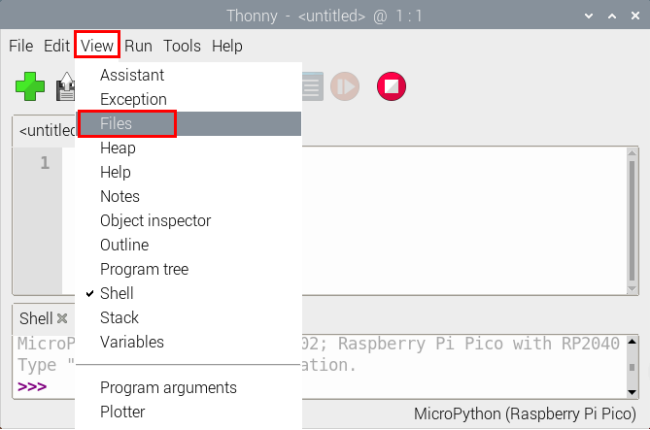 Thonny - <untitled> @ 1 : 1
File Edit View Run Tools Help
Assistant
Exception
Files
<untitled
Heap
1
Help
Notes
Object inspector
Outline
Program tree
Shell
Shell
Stack
Variables
MicroP 02; Raspberry Pi Pico with RP2040
Type " ation.
>>>
Program arguments
Plotter
MicroPython (Raspberry Pi Pico)